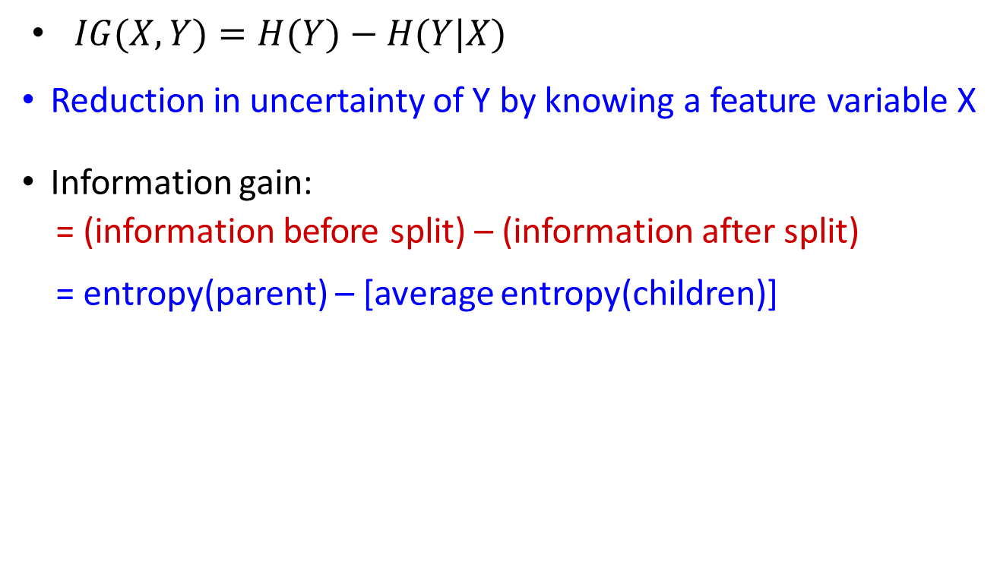 • IG(X, Y) = H(Y) − H(Y|X)
• Reduction in uncertainty of Y by knowing a feature variable X
• Information gain:
= (information before split) – (information after split)
= entropy(parent) – [average entropy(children)]